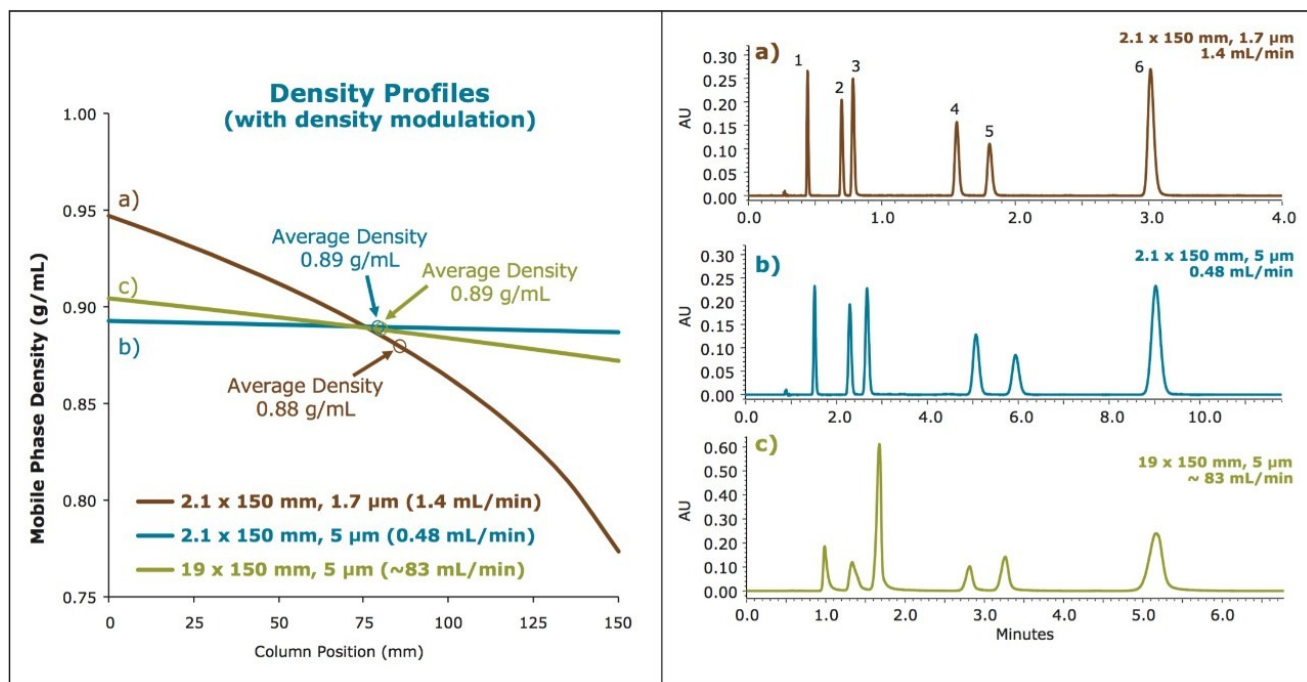 Density Profiles
(with density modulation)
Mobile Phase Density (g/mL)
1.00
0.95
0.90
0.85
0.80
0.75
a)
c)
b)
Average Density
0.89 g/mL
Average Density
0.89 g/mL
Average Density
0.88 g/mL
2.1 x 150 mm, 1.7 µm (1.4 mL/min)
2.1 x 150 mm, 5 µm (0.48 mL/min)
19 x 150 mm, 5 µm (~83 mL/min)
0 25 50 75 100 125 150
Column Position (mm)
a)
2.1 x 150 mm, 1.7 µm
1.4 mL/min
AU
0.30
0.25
0.20
0.15
0.10
0.05
0.00
1 2 3 4 5 6
0.0 1.0 2.0 3.0 4.0
b)
2.1 x 150 mm, 5 µm
0.48 mL/min
AU
0.30
0.25
0.20
0.15
0.10
0.05
0.00
0.0 2.0 4.0 6.0 8.0 10.0
c)
19 x 150 mm, 5 µm
~ 83 mL/min
AU
0.60
0.50
0.40
0.30
0.20
0.10
0.00
0.0 1.0 2.0 3.0 4.0 5.0 6.0
Minutes